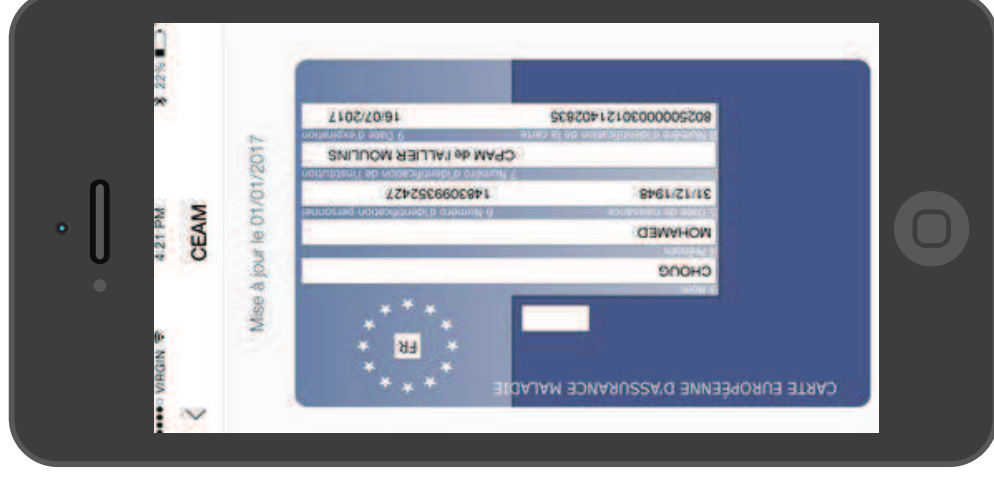 VIRGIN 4:21 PM 22%
CEAM
Mise à jour le 01/01/2017
CARTE EUROPÉENNE D'ASSURANCE MALADIE
FR
3 Nom
CHOUG
4 Prénoms
MOHAMED
5 Date de naissance 6 Numéro d'identification personnel
31/12/1948 148309935242​7
7 Numéro d'identification de l'institution
CPAM de l'ALLIER MOULINS
8 Numéro d'identification de la carte 9 Date d'expiration
80250000030121402835 16/07/2017